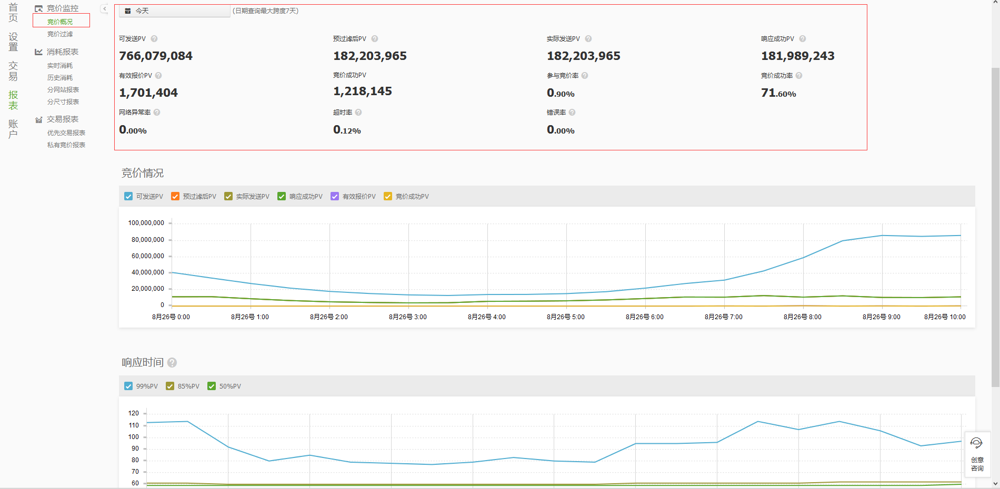 首页
设置
交易
报表
账户
竞价监控
竞价概况
竞价过滤
消耗报表
实时消耗
历史消耗
分网站报表
分尺寸报表
交易报表
优先交易报表
私有竞价报表
今天 (日期查询最大跨度7天)
可发送PV 预过滤后PV 实际发送PV 响应成功PV
766,079,084 182,203,965 182,203,965 181,989,243
有效报价PV 竞价成功PV 参与竞价率 竞价成功率
1,701,404 1,218,145 0.90% 71.60%
网络异常率 超时率 错误率
0.00% 0.12% 0.00%
竞价情况
可发送PV 预过滤后PV 实际发送PV 响应成功PV 有效报价PV 竞价成功PV
100,000,000
80,000,000
60,000,000
40,000,000
20,000,000
0
8月26号 0:00 8月26号 1:00 8月26号 2:00 8月26号 3:00 8月26号 4:00 8月26号 5:00 8月26号 6:00 8月26号 7:00 8月26号 8:00 8月26号 9:00 8月26号 10:00
响应时间
99%PV 85%PV 50%PV
120
110
100
90
80
70
60
创意
咨询